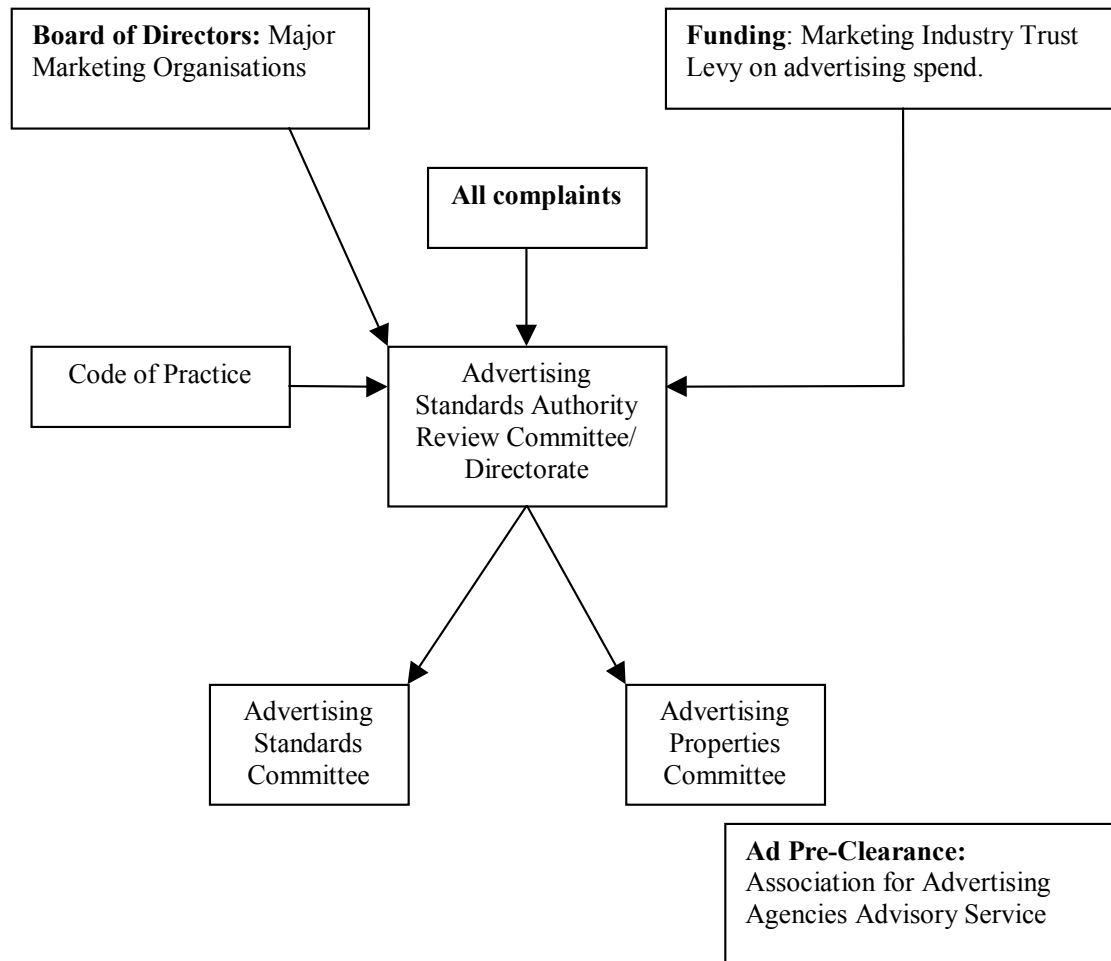 Board of Directors: Major
Marketing Organisations
Funding: Marketing Industry Trust
Levy on advertising spend.
All complaints
Code of Practice
Advertising
Standards Authority
Review Committee/
Directorate
Advertising
Standards
Committee
Advertising
Properties
Committee
Ad Pre-Clearance:
Association for Advertising
Agencies Advisory Service